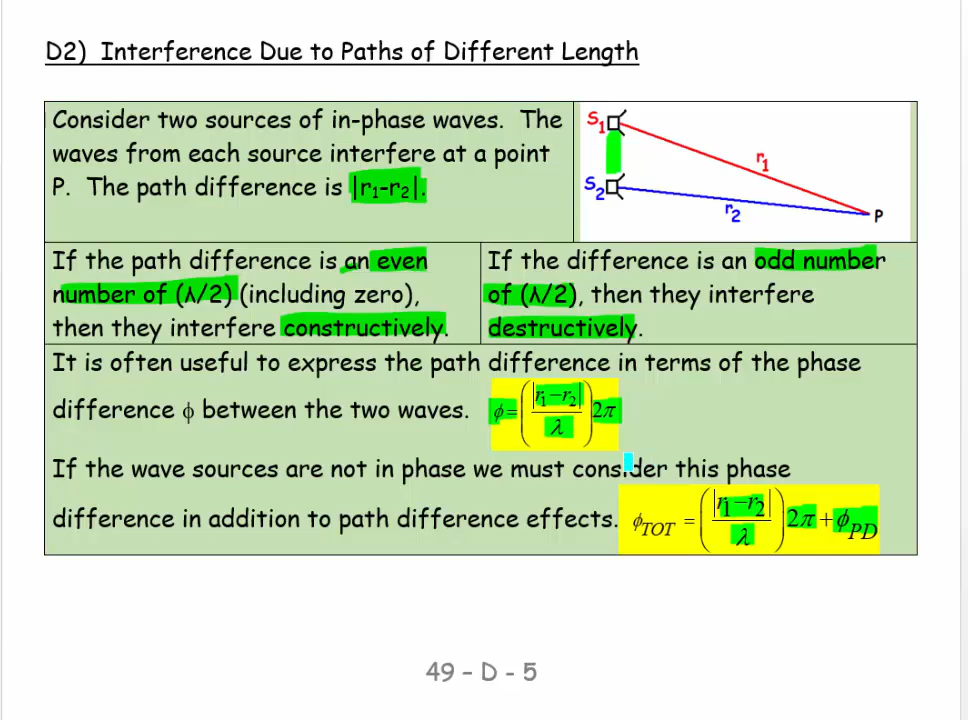 D2) Interference Due to Paths of Different Length
Consider two sources of in-phase waves. The
waves from each source interfere at a point
P. The path difference is |r₁-r₂|.
S₁
r₁
S₂
r₂
P
If the path difference is an even
number of (λ/2) (including zero),
then they interfere constructively.
If the difference is an odd number
of (λ/2), then they interfere
destructively.
It is often useful to express the path difference in terms of the phase
difference ϕ between the two waves. ϕ = (|r₁−r₂|/λ)2π
If the wave sources are not in phase we must consider this phase
difference in addition to path difference effects. ϕ_TOT = (|r₁−r₂|/λ)2π+ϕ_PD
49 – D - 5